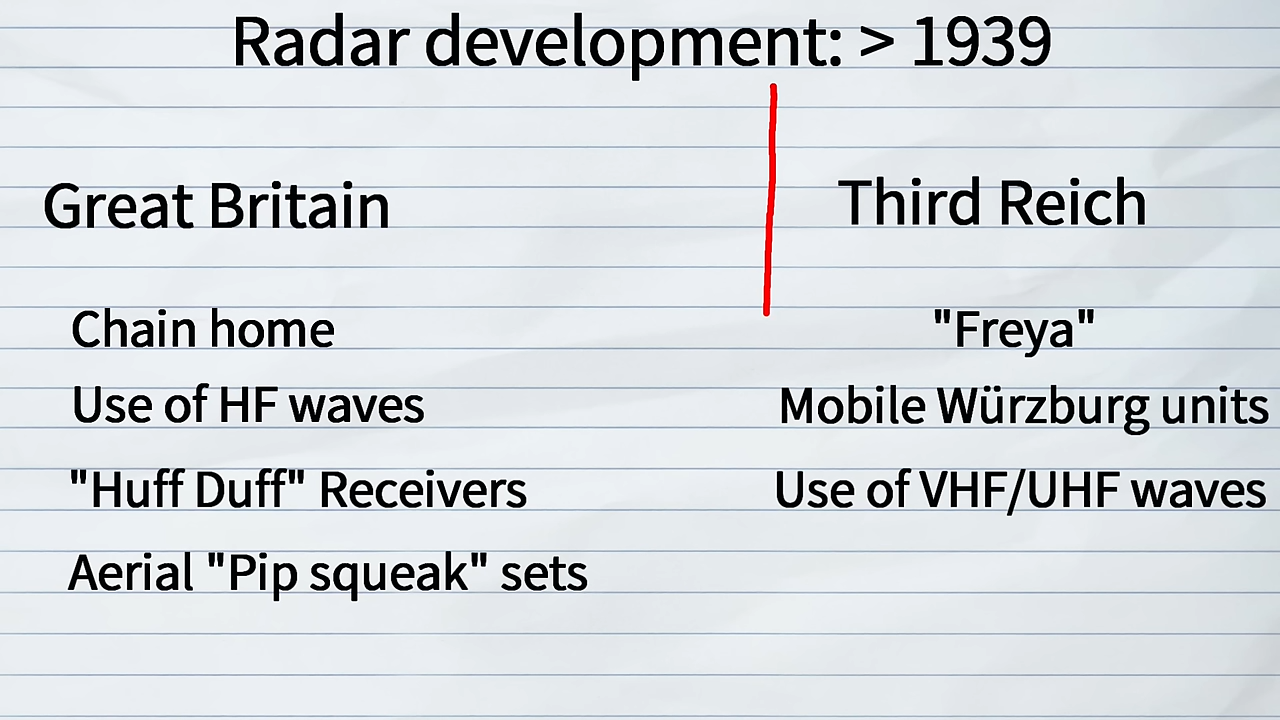 Radar development: > 1939
Great Britain
Chain home
Use of HF waves
"Huff Duff" Receivers
Aerial "Pip squeak" sets
Third Reich
"Freya"
Mobile Würzburg units
Use of VHF/UHF waves